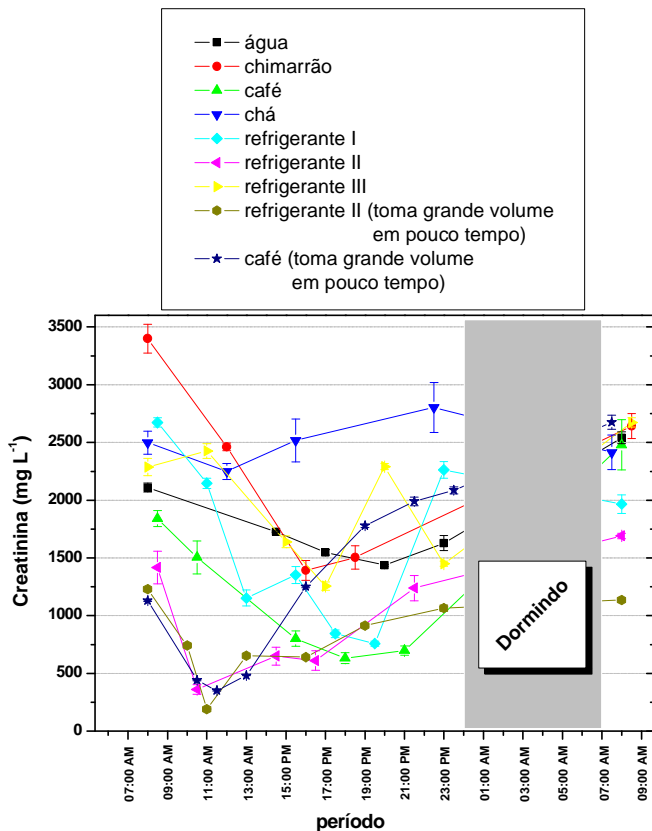 água
chimarrão
café
chá
refrigerante I
refrigerante II
refrigerante III
refrigerante II (toma grande volume
em pouco tempo)
café (toma grande volume
em pouco tempo)
3500
3000
2500
2000
1500
1000
500
0
Creatinina (mg L-1)
Dormindo
07:00 AM
09:00 AM
11:00 AM
13:00 AM
15:00 PM
17:00 PM
19:00 PM
21:00 PM
23:00 PM
01:00 AM
03:00 AM
05:00 AM
07:00 AM
09:00 AM
período